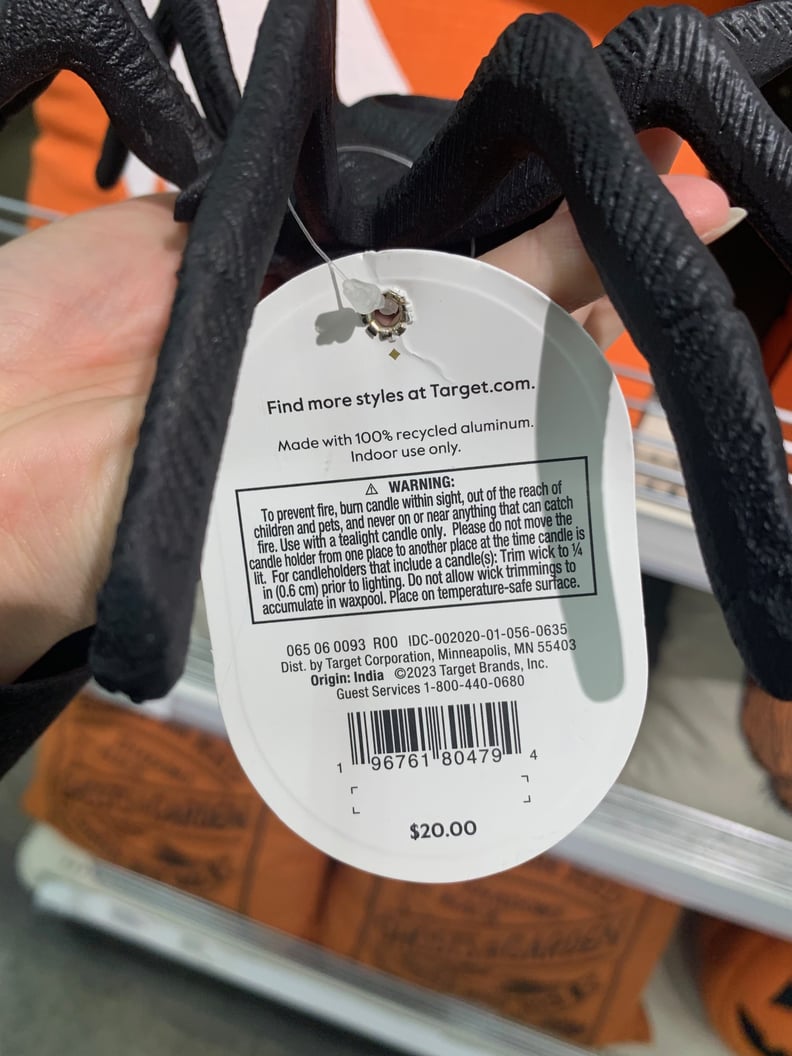 Find more styles at Target.com.
Made with 100% recycled aluminum.
Indoor use only.
⚠ WARNING:
To prevent fire, burn candle within sight, out of the reach of
children and pets, and never on or near anything that can catch
fire. Use with a tealight candle only. Please do not move the
candle holder from one place to another place at the time candle is
lit. For candleholders that include a candle(s): Trim wick to ¼
in (0.6 cm) prior to lighting. Do not allow wick trimmings to
accumulate in waxpool. Place on temperature-safe surface.
065 06 0093 R00 IDC-002020-01-056-0635
Dist. by Target Corporation, Minneapolis, MN 55403
Origin: India ©2023 Target Brands, Inc.
Guest Services 1-800-440-0680
1 96761 80479 4
$20.00